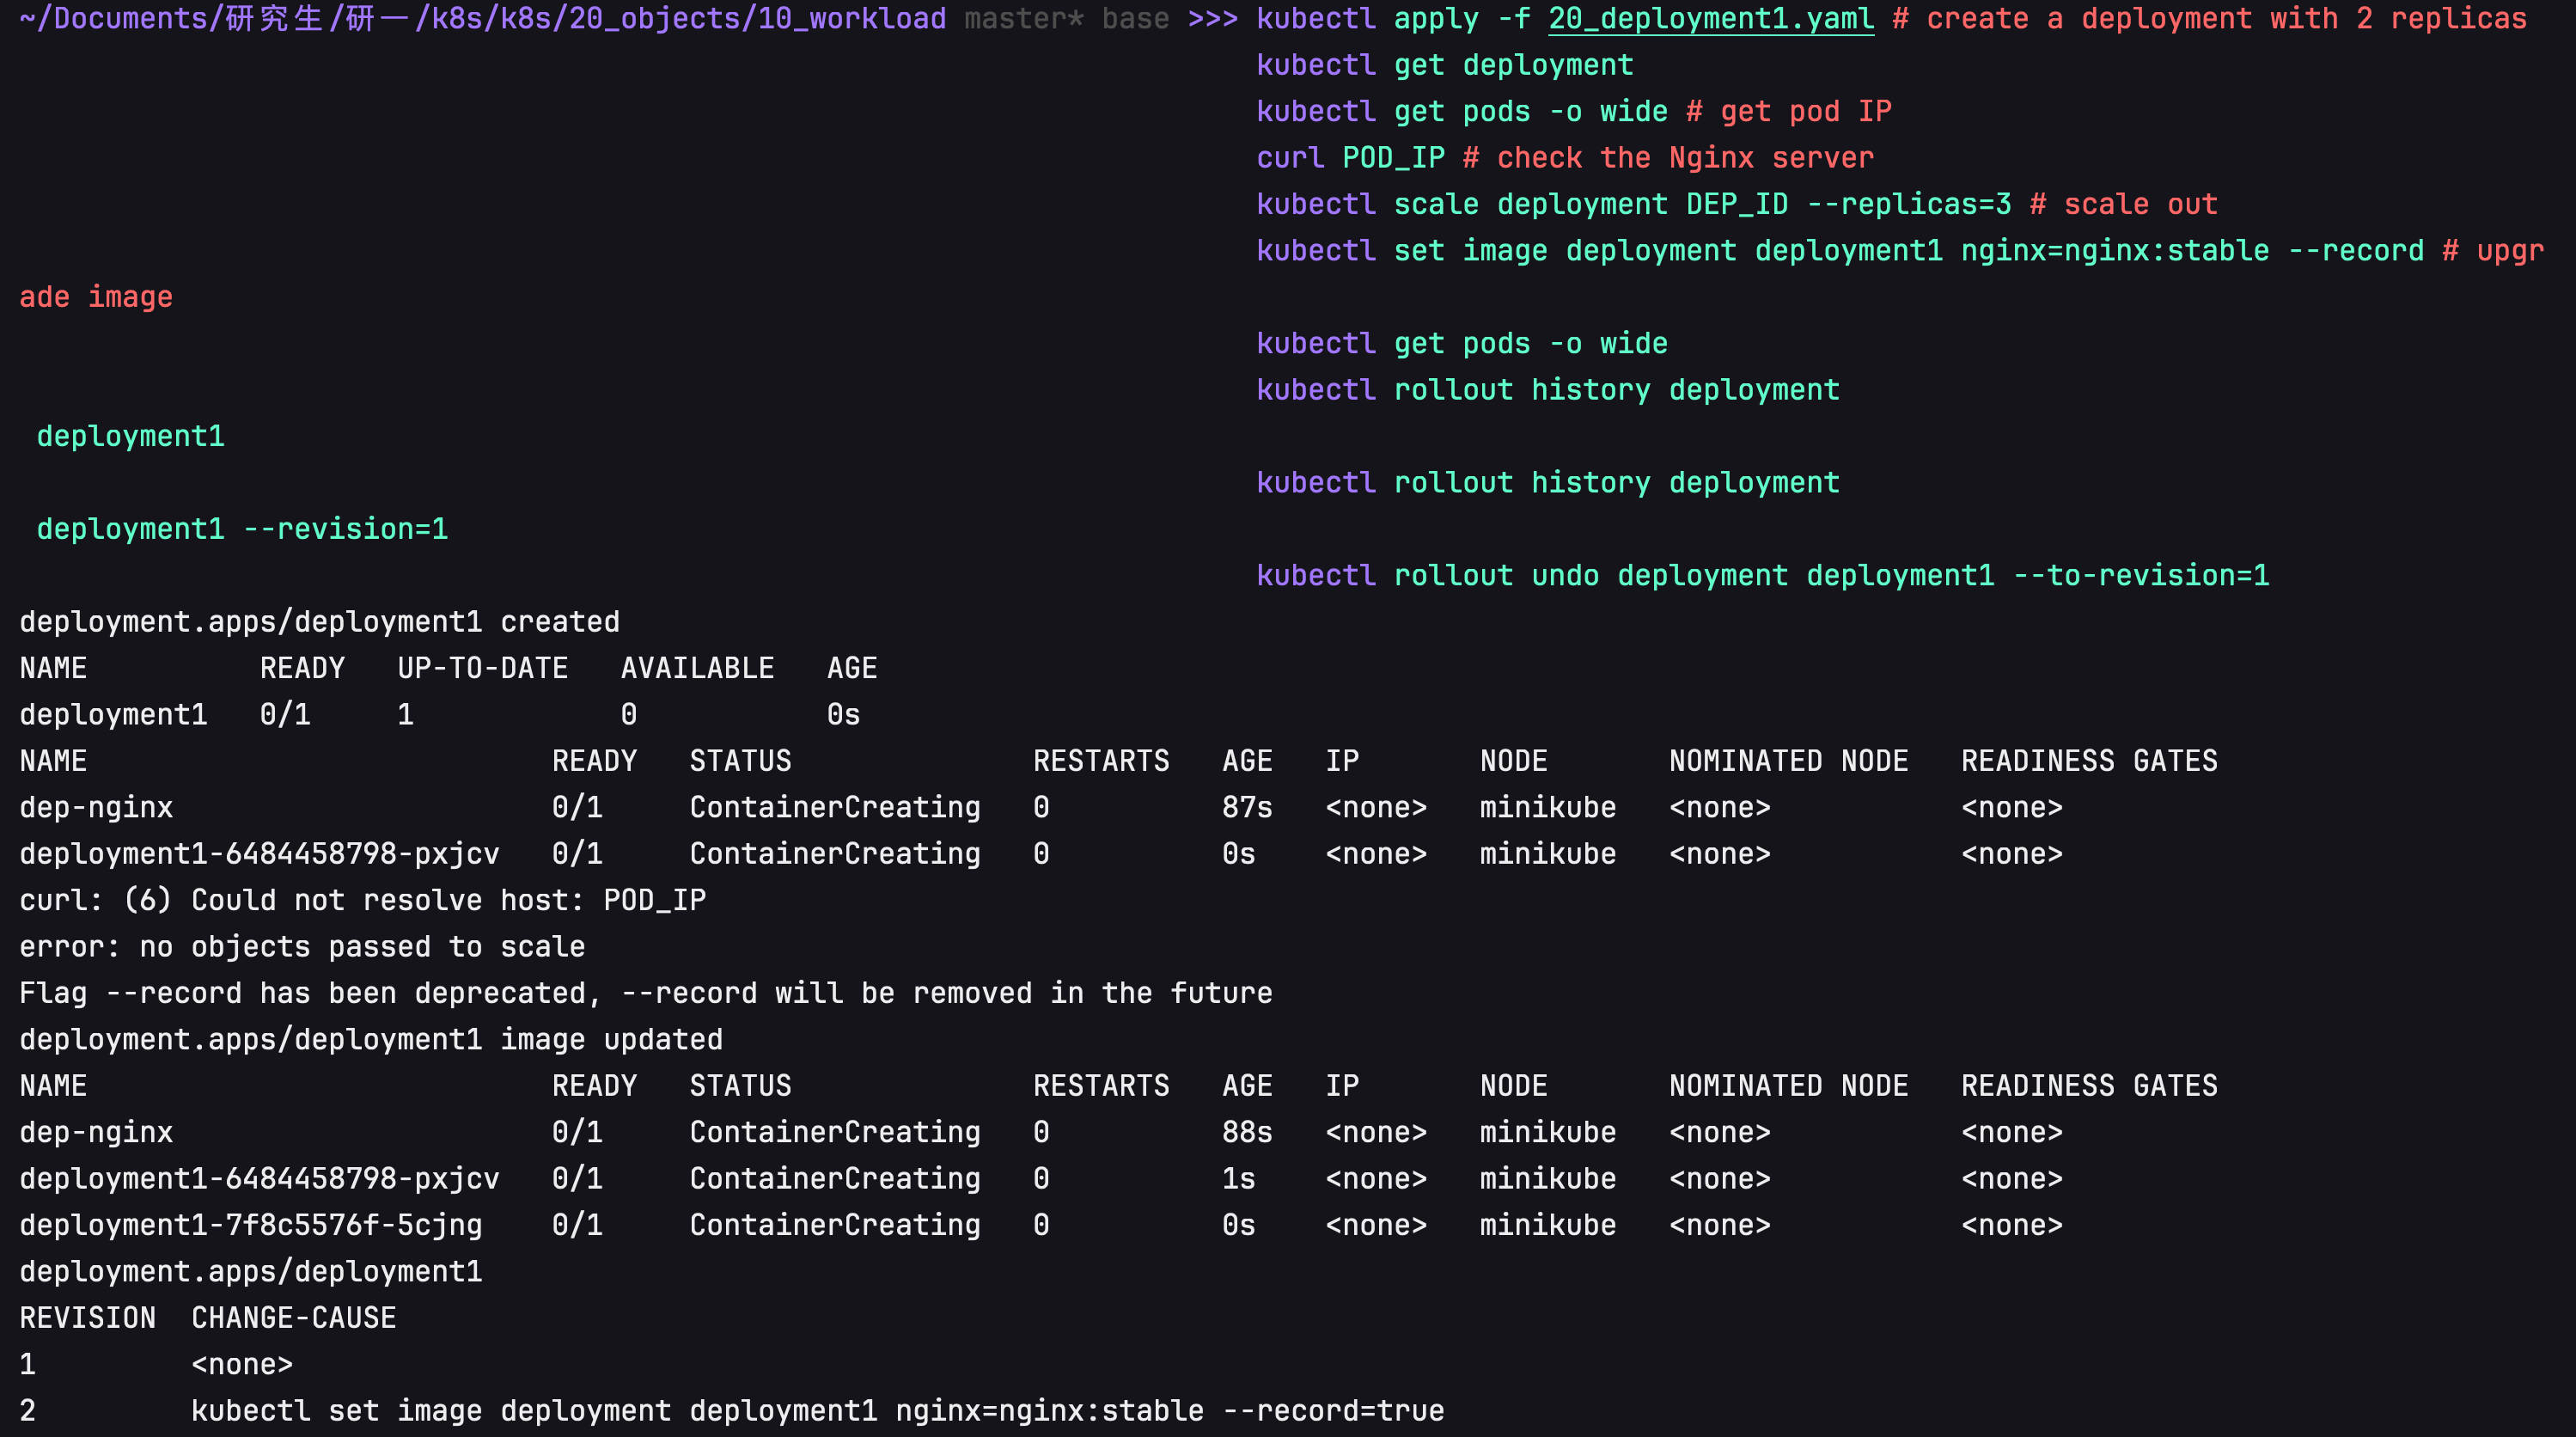 ~/Documents/研究生/研一/k8s/k8s/20_objects/10_workload master* base >>> kubectl apply -f 20_deployment1.yaml # create a deployment with 2 replicas
kubectl get deployment
kubectl get pods -o wide # get pod IP
curl POD_IP # check the Nginx server
kubectl scale deployment DEP_ID --replicas=3 # scale out
kubectl set image deployment deployment1 nginx=nginx:stable --record # upgr
ade image
kubectl get pods -o wide
kubectl rollout history deployment
deployment1
kubectl rollout history deployment
deployment1 --revision=1
kubectl rollout undo deployment deployment1 --to-revision=1
deployment.apps/deployment1 created
NAME READY UP-TO-DATE AVAILABLE AGE
deployment1 0/1 1 0 0s
NAME READY STATUS RESTARTS AGE IP NODE NOMINATED NODE READINESS GATES
dep-nginx 0/1 ContainerCreating 0 87s <none> minikube <none> <none>
deployment1-6484458798-pxjcv 0/1 ContainerCreating 0 0s <none> minikube <none> <none>
curl: (6) Could not resolve host: POD_IP
error: no objects passed to scale
Flag --record has been deprecated, --record will be removed in the future
deployment.apps/deployment1 image updated
NAME READY STATUS RESTARTS AGE IP NODE NOMINATED NODE READINESS GATES
dep-nginx 0/1 ContainerCreating 0 88s <none> minikube <none> <none>
deployment1-6484458798-pxjcv 0/1 ContainerCreating 0 1s <none> minikube <none> <none>
deployment1-7f8c5576f-5cjng 0/1 ContainerCreating 0 0s <none> minikube <none> <none>
deployment.apps/deployment1
REVISION CHANGE-CAUSE
1 <none>
2 kubectl set image deployment deployment1 nginx=nginx:stable --record=true